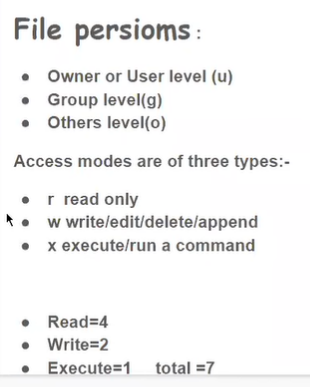 File persioms :
Owner or User level (u)
Group level(g)
Others level(o)
Access modes are of three types:-
r read only
w write/edit/delete/append
x execute/run a command
Read=4
Write=2
Execute=1 total =7